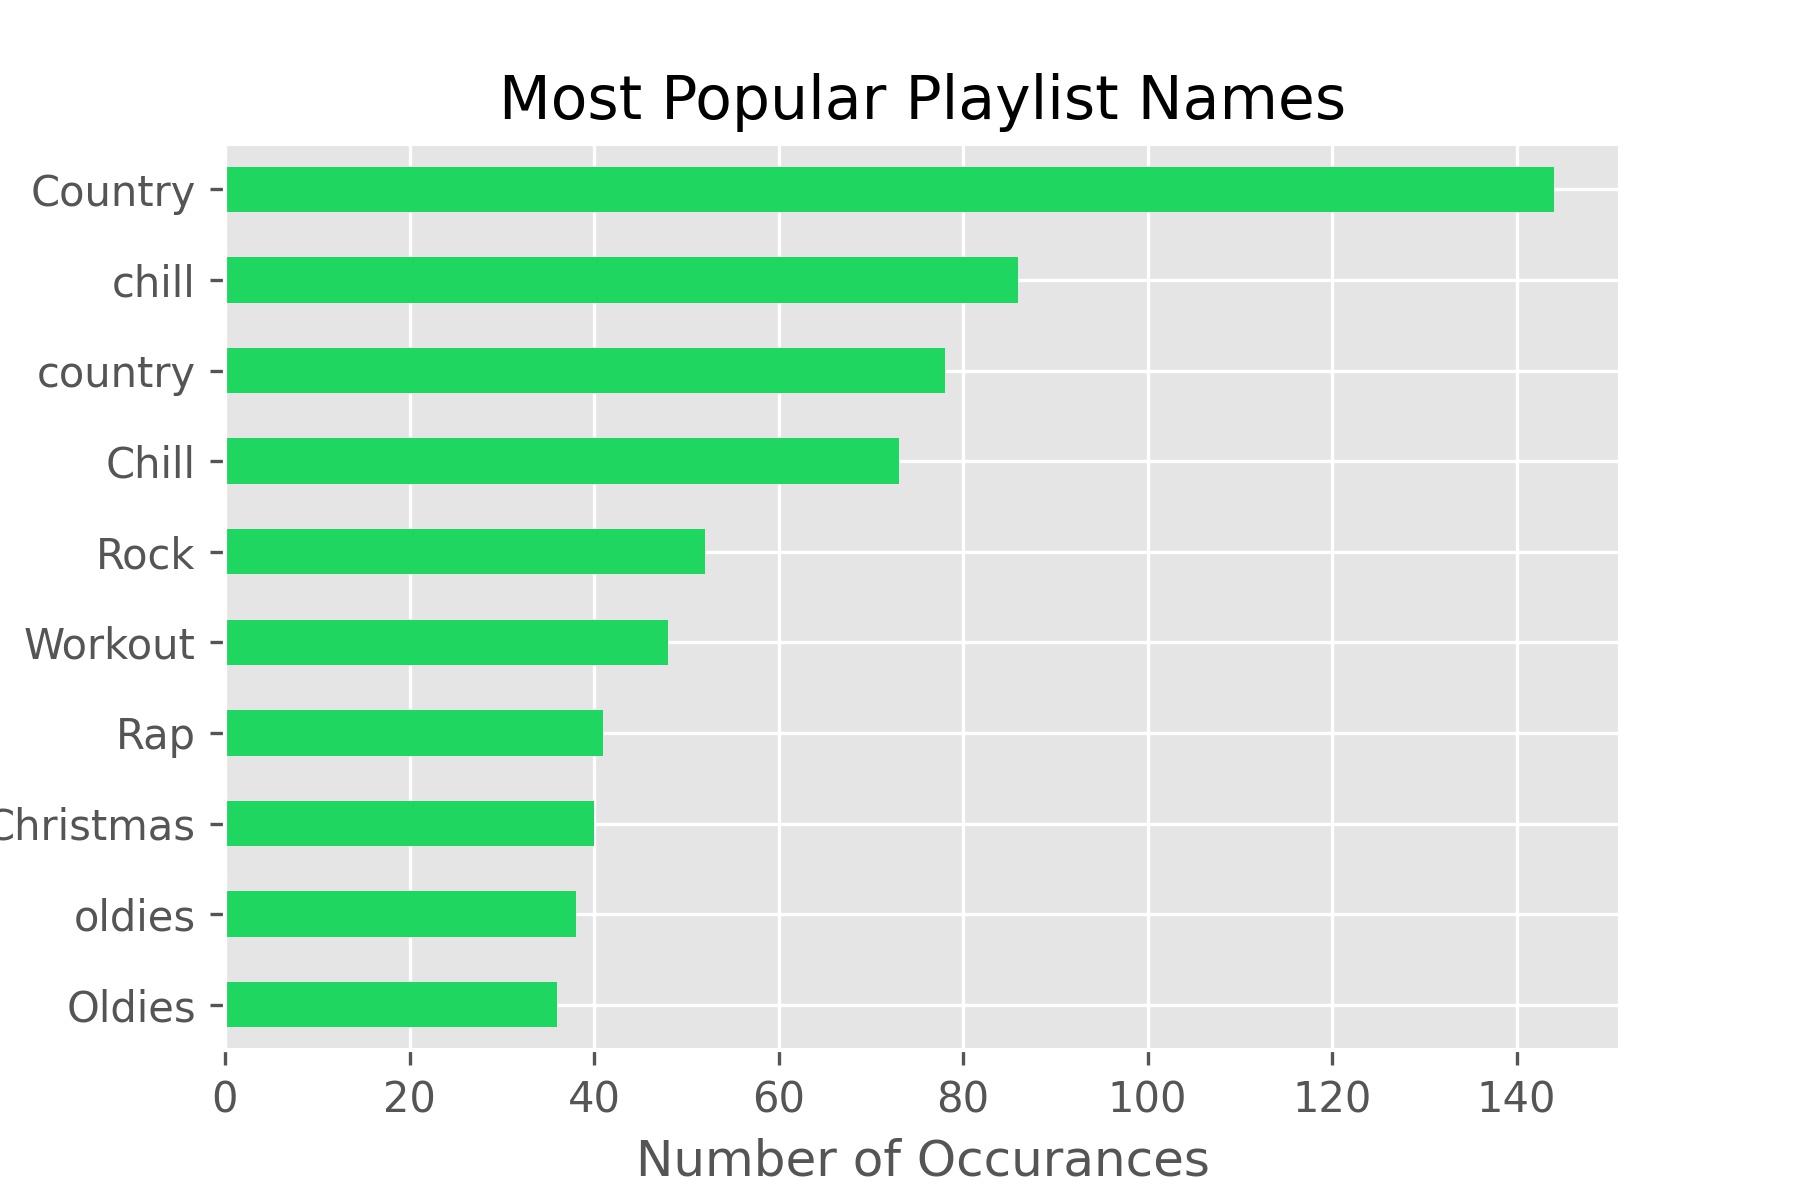 Most Popular Playlist Names
Country
chill
country
Chill
Rock
Workout
Rap
Christmas
oldies
Oldies
0 20 40 60 80 100 120 140
Number of Occurances